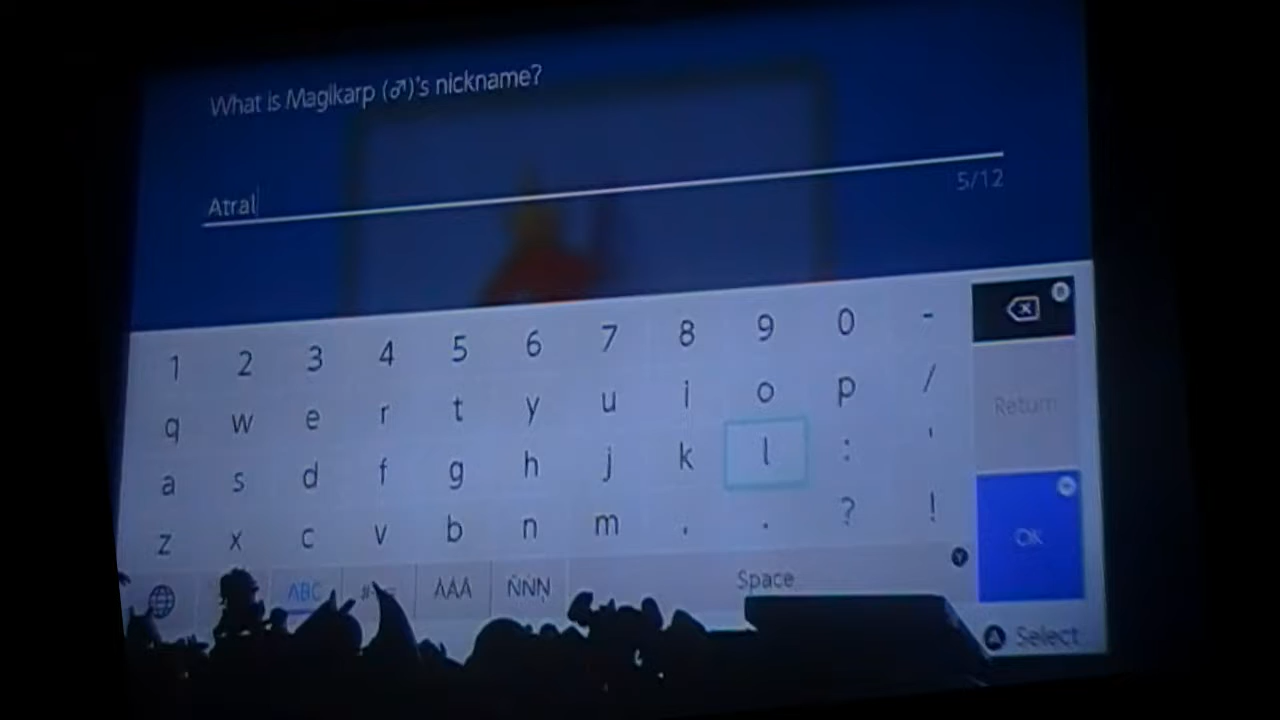 What is Magikarp (♂)'s nickname?
Atral
5/12
1 2 3 4 5 6 7 8 9 0 -
q w e r t y u i o p /
Return
a s d f g h j k l : '
z x c v b n m , . ? !
OK
ABC ÀÁÂ ÑŃŅ Space
Y
A Select